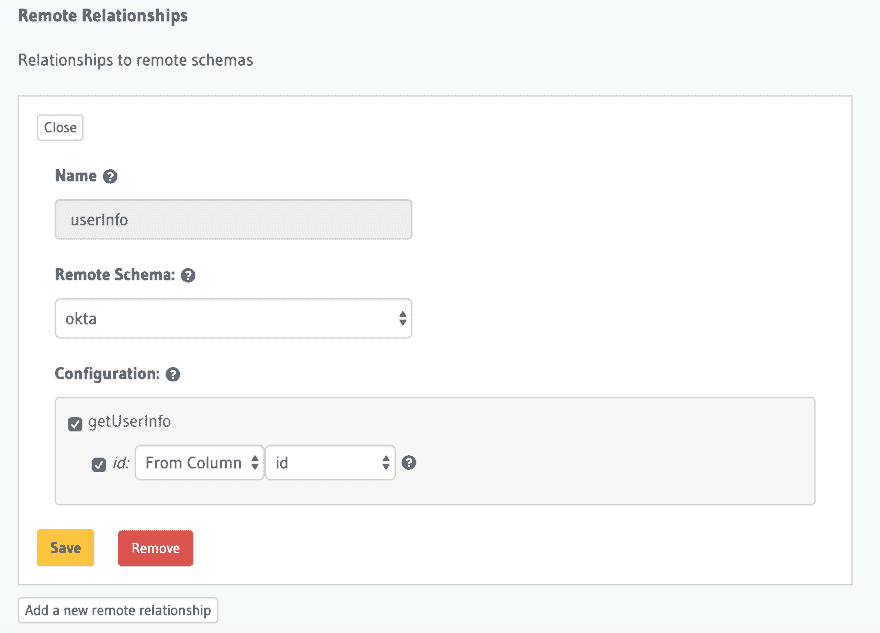 Remote Relationships
Relationships to remote schemas
Close
Name ?
userInfo
Remote Schema: ?
okta
Configuration: ?
getUserInfo
id: From Column id ?
Save Remove
Add a new remote relationship